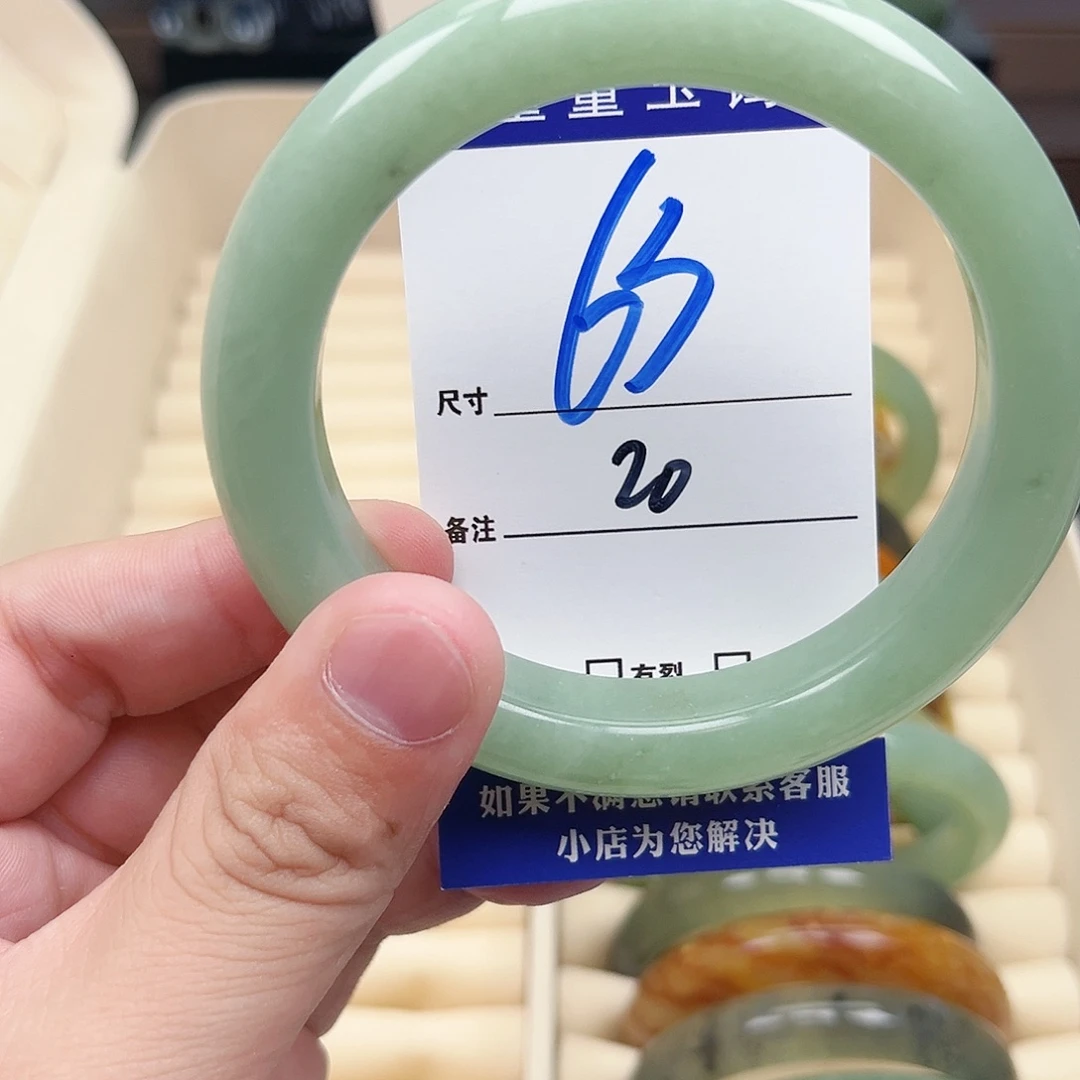 65
尺寸
20
备注
□ 有裂 □
如果不满意请联系客服
小店为您解决